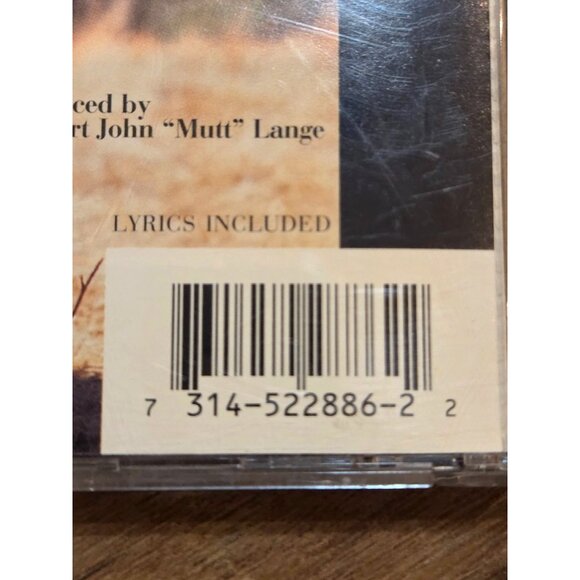 ced by
rt John “Mutt” Lange
LYRICS INCLUDED
7 314-522886-2 2